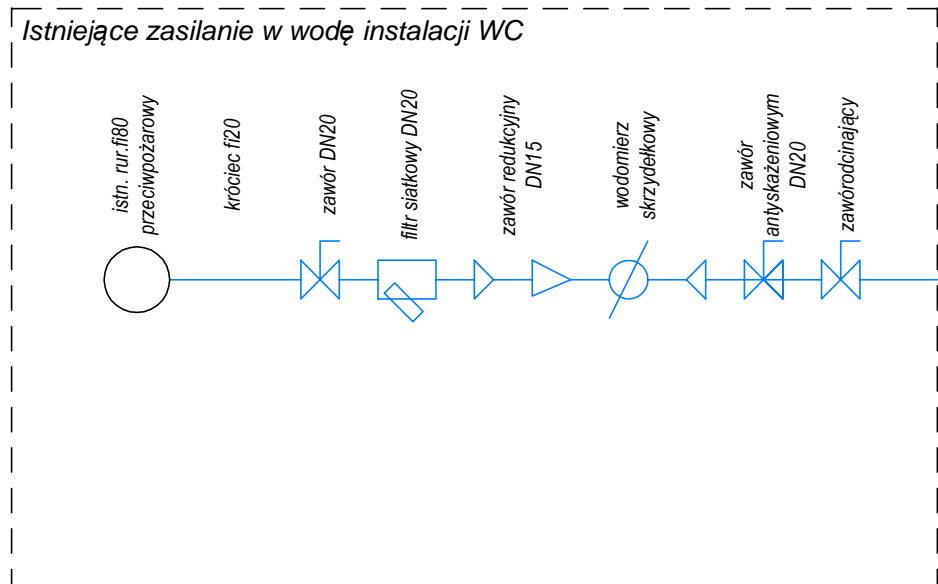 Istniejące zasilanie w wodę instalacji WC
istn. rur.fi80
przeciwpożarowy
króciec fi20
zawór DN20
filtr siatkowy DN20
zawór redukcyjny
DN15
wodomierz
skrzydełkowy
zawór
antyskażeniowym
DN20
zawórodcinający